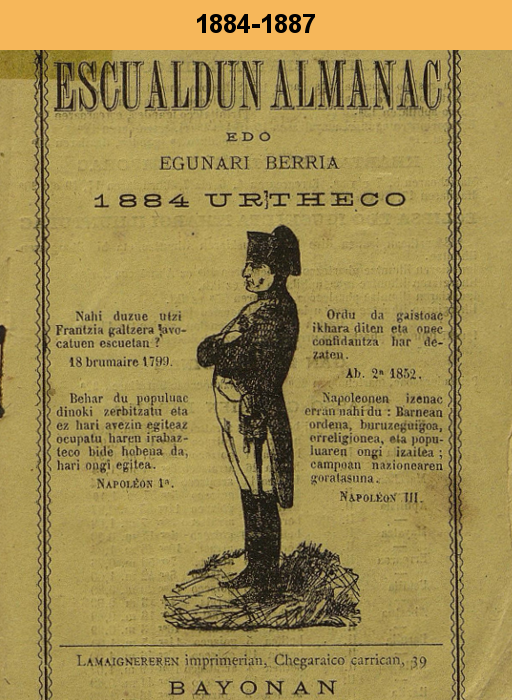 1884-1887
ESCUALDUN ALMANAC
EDO
EGUNARI BERRIA
1884 URTHECO
Nahi duzue utzi
Frantzia galtzera avo-
catuen escuetan ?
18 brumaire 1799.
Behar du populuac
dinoki zerbitzatu eta
ez hari avezin egiteaz
ocupatu haren irabaz-
teco bide hobena da,
hari ongi egitea.
NAPOLÉON 1ª.
Ordu da gaistoac
ikhara diten eta onec
confidantza har de-
zaten.
Ab. 2ª 1852.
Napoleonen izenac
erran nahi du : Barnean
ordena, buruzeguigoa,
erreligionea, eta popu-
luaren ongi izaitea ;
campoan nazionearen
goratasuna.
NAPOLÉON III.
LAMAIGNEREREN imprimerian, Chegaraico carrican, 39
BAYONAN